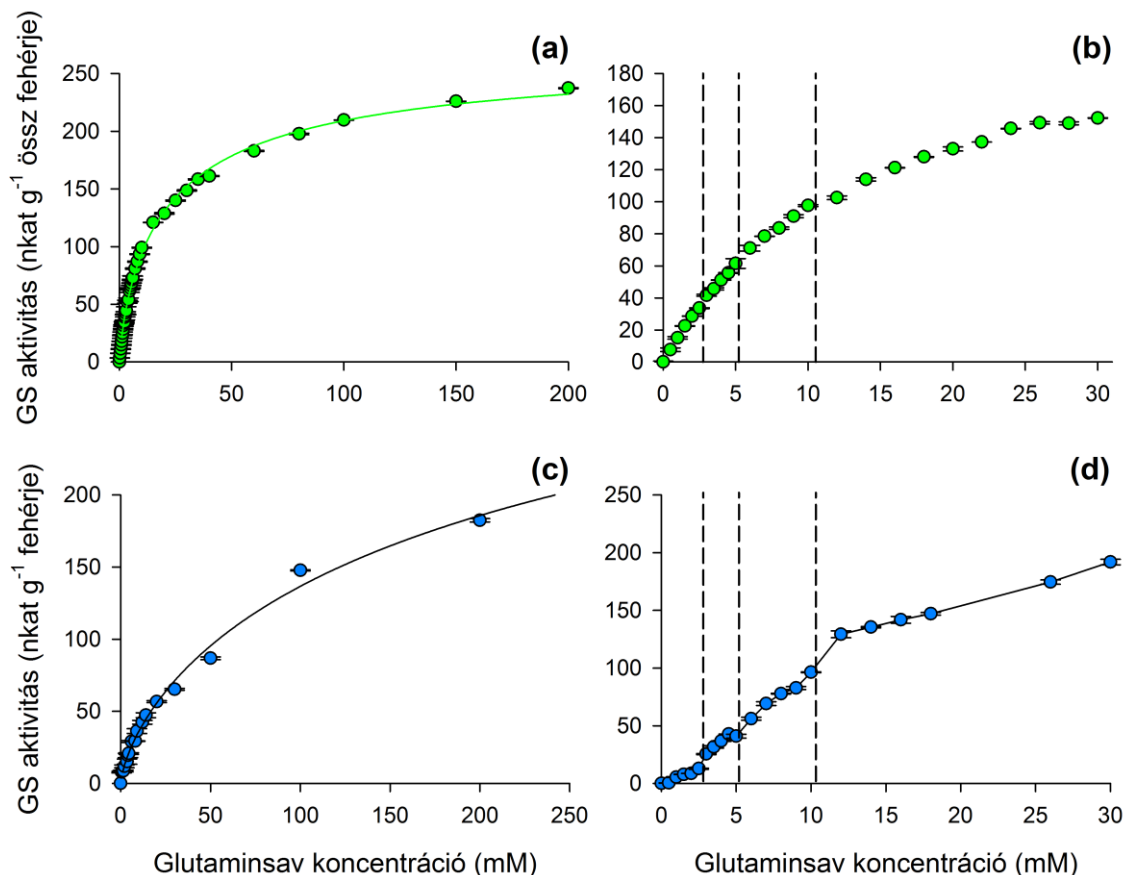 (a)
(b)
GS aktivitás (nkat g⁻¹ össz fehérje)
250
200
150
100
50
0
0 50 100 150 200
180
160
140
120
100
80
60
40
20
0
0 5 10 15 20 25 30
(c)
(d)
GS aktivitás (nkat g⁻¹ fehérje)
200
150
100
50
0
0 50 100 150 200 250
250
200
150
100
50
0
0 5 10 15 20 25 30
Glutaminsav koncentráció (mM)
Glutaminsav koncentráció (mM)